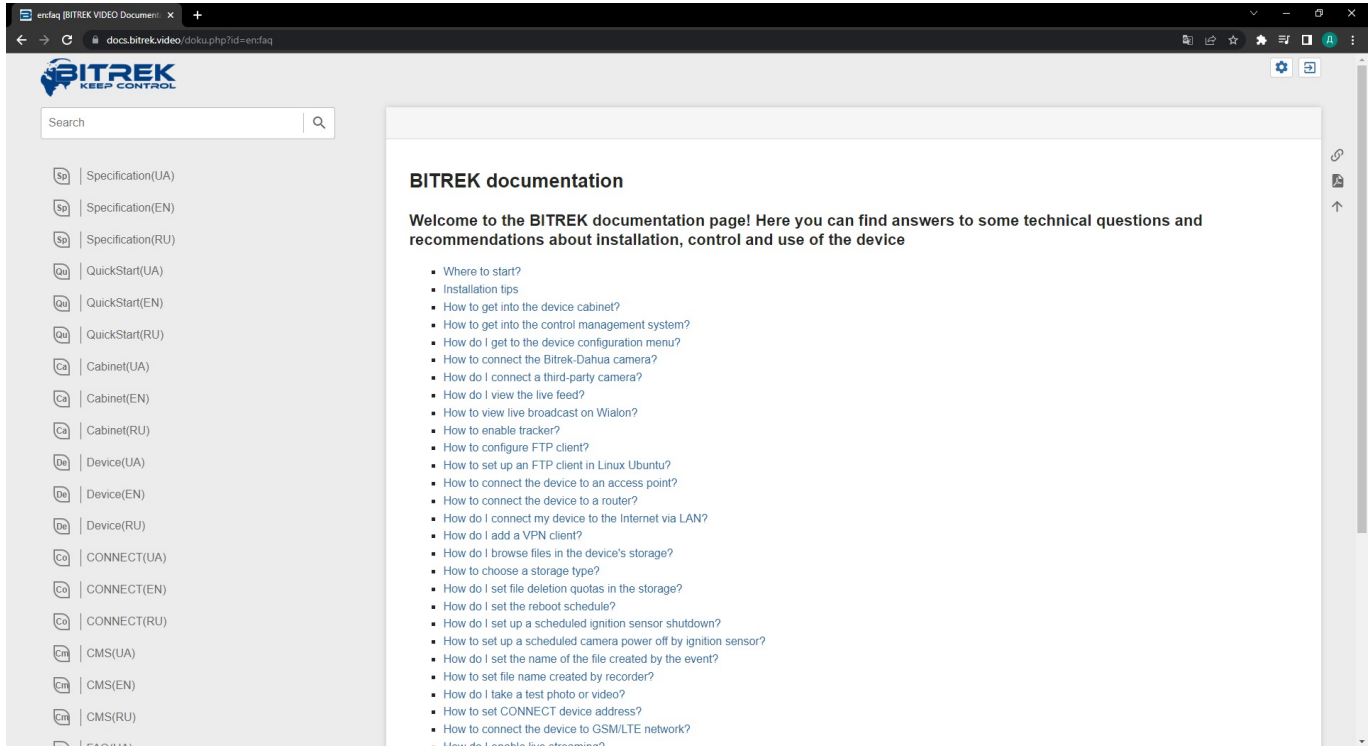 en:faq [BITREK VIDEO Document
docs.bitrek.video/doku.php?id=en:faq
Д
BITREK
KEEP CONTROL
Search
Sp Specification(UA)
Sp Specification(EN)
Sp Specification(RU)
Qu QuickStart(UA)
Qu QuickStart(EN)
Qu QuickStart(RU)
Ca Cabinet(UA)
Ca Cabinet(EN)
Ca Cabinet(RU)
De Device(UA)
De Device(EN)
De Device(RU)
Co CONNECT(UA)
Co CONNECT(EN)
Co CONNECT(RU)
Cm CMS(UA)
Cm CMS(EN)
Cm CMS(RU)
FAQ(UA)
BITREK documentation
Welcome to the BITREK documentation page! Here you can find answers to some technical questions and
recommendations about installation, control and use of the device
Where to start?
Installation tips
How to get into the device cabinet?
How to get into the control management system?
How do I get to the device configuration menu?
How to connect the Bitrek-Dahua camera?
How do I connect a third-party camera?
How do I view the live feed?
How to view live broadcast on Wialon?
How to enable tracker?
How to configure FTP client?
How to set up an FTP client in Linux Ubuntu?
How to connect the device to an access point?
How to connect the device to a router?
How do I connect my device to the Internet via LAN?
How do I add a VPN client?
How do I browse files in the device's storage?
How to choose a storage type?
How do I set file deletion quotas in the storage?
How do I set the reboot schedule?
How do I set up a scheduled ignition sensor shutdown?
How to set up a scheduled camera power off by ignition sensor?
How do I set the name of the file created by the event?
How to set file name created by recorder?
How do I take a test photo or video?
How to set CONNECT device address?
How to connect the device to GSM/LTE network?
How do I enable live streaming?